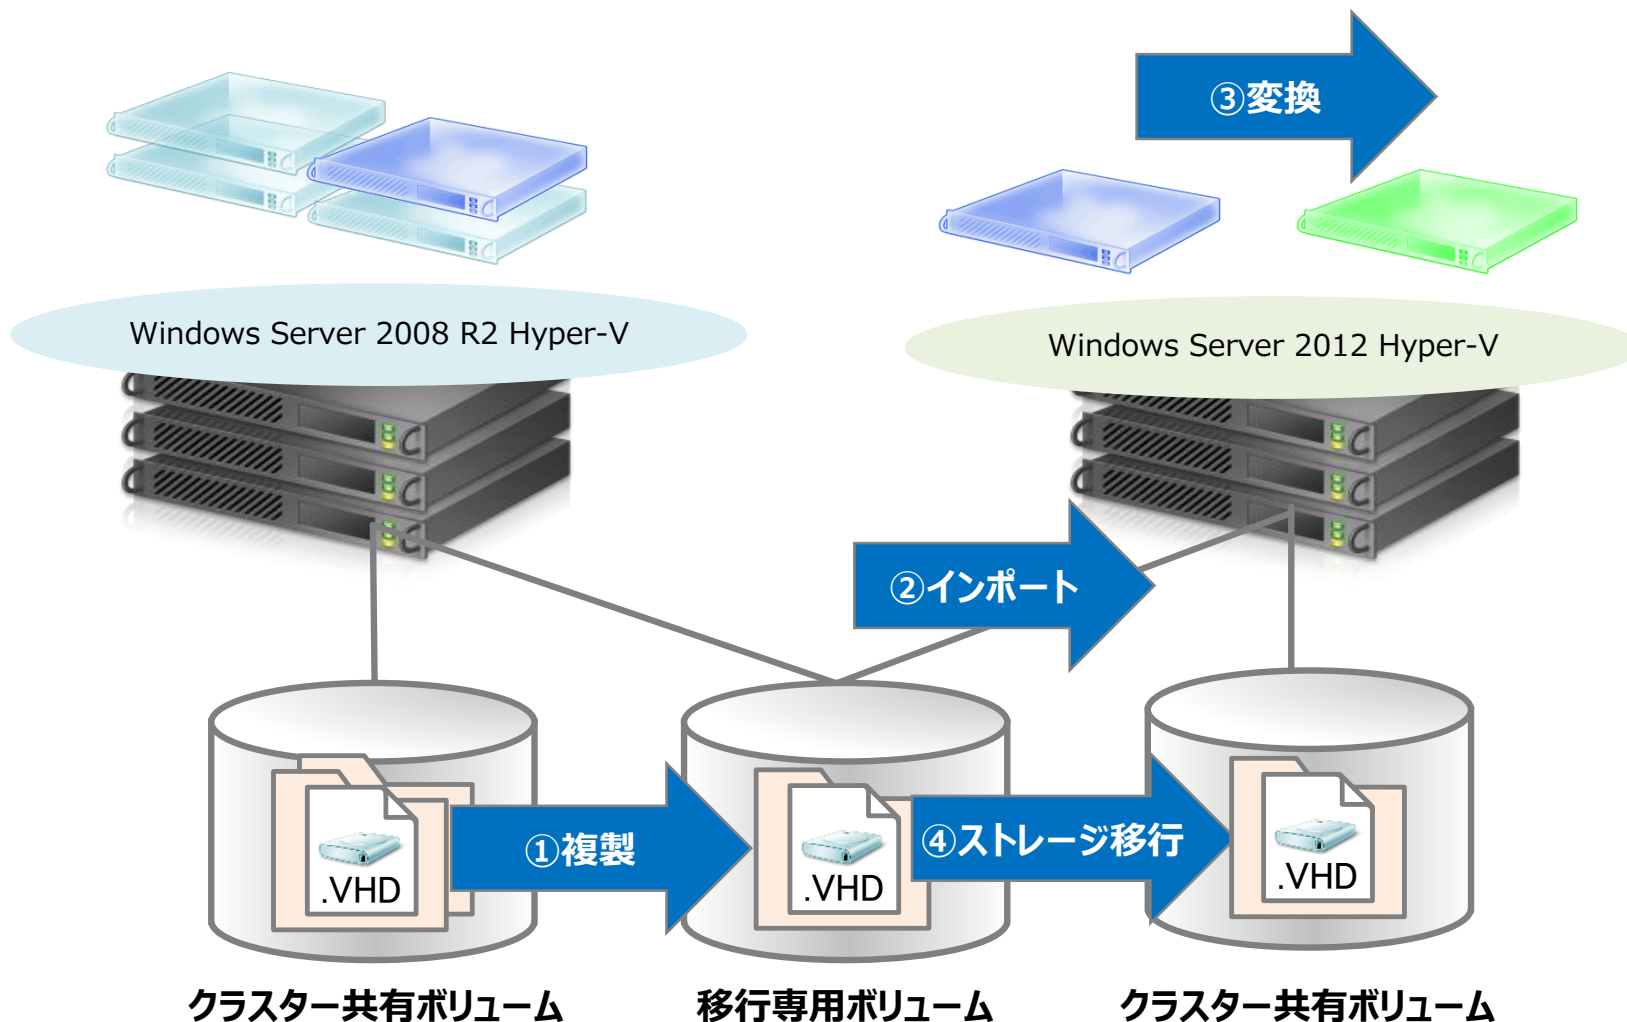 ③変換
Windows Server 2008 R2 Hyper-V
Windows Server 2012 Hyper-V
②インポート
①複製
④ストレージ移行
.VHD
.VHD
.VHD
クラスター共有ボリューム
移行専用ボリューム
クラスター共有ボリューム